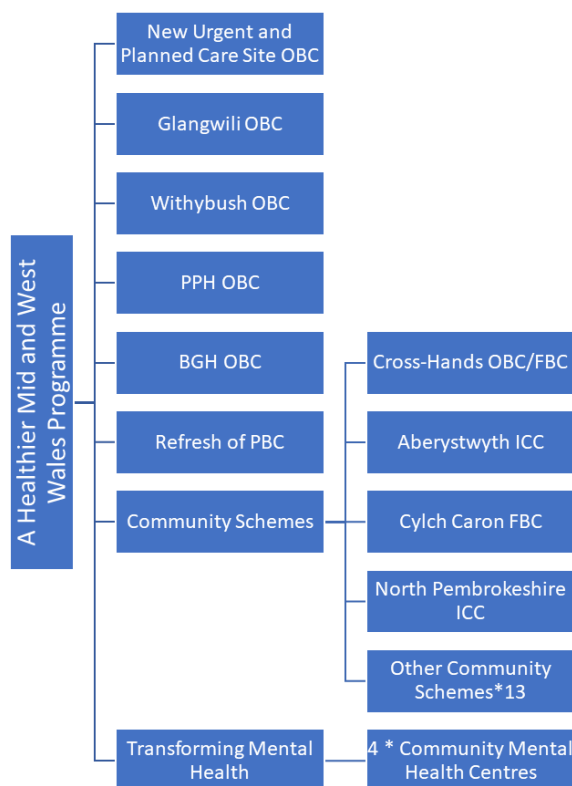 A Healthier Mid and West
Wales Programme
New Urgent and
Planned Care Site OBC
Glangwili OBC
Withybush OBC
PPH OBC
BGH OBC
Refresh of PBC
Community Schemes
Cross-Hands OBC/FBC
Aberystwyth ICC
Cylch Caron FBC
North Pembrokeshire
ICC
Other Community
Schemes*13
Transforming Mental
Health
4 * Community Mental
Health Centres